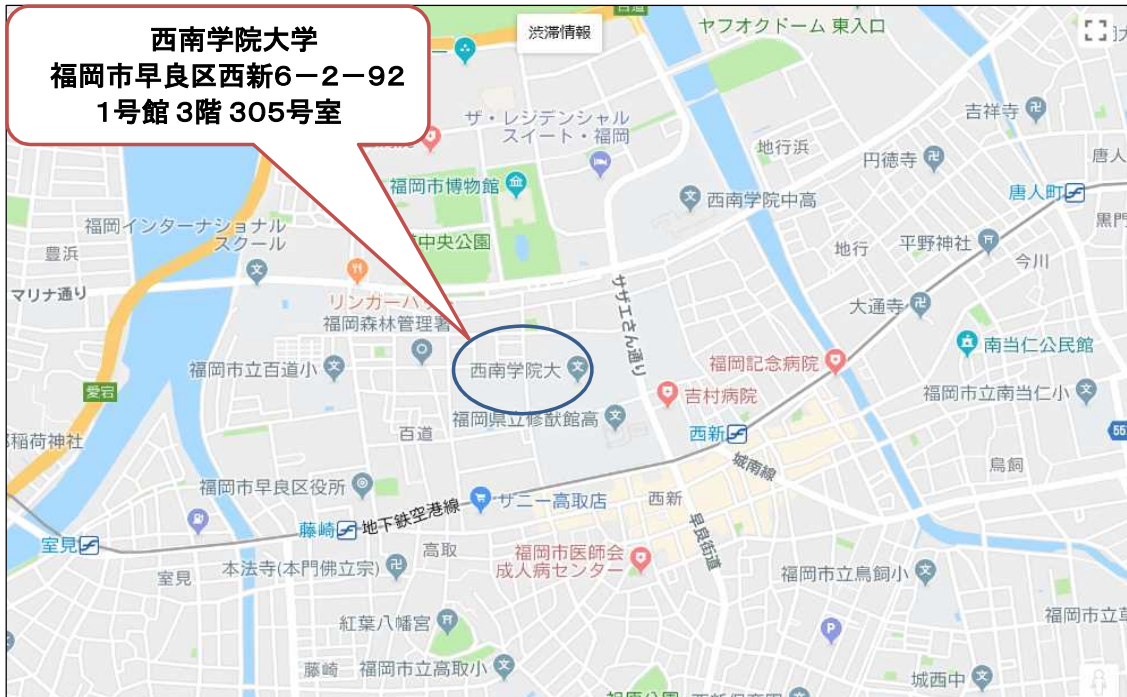 西南学院大学
福岡市早良区西新6－2－92
1号館 3階 305号室
渋滞情報
ヤフオクドーム 東入口
ザ・レジデンシャル
スイート・福岡
吉祥寺
地行浜
円徳寺
唐人
福岡市博物館
西南学院中高
唐人町
黒門
福岡インターナショナル
スクール
中央公園
豊浜
地行
平野神社
今川
マリナ通り
リンガーハット
サザエさん通り
大通寺
福岡森林管理署
南当仁公民館
福岡市立百道小
西南学院大
福岡記念病院
愛宕
吉村病院
福岡市立南当仁小
福岡県立修猷館高
百道
西新
稲荷神社
城南線
鳥飼
福岡市早良区役所
サニー高取店
西新
藤崎
地下鉄空港線
早良街道
室見
高取
福岡市医師会
成人病センター
室見
本法寺(本門佛立宗)
福岡市立鳥飼小
紅葉八幡宮
福岡市立草
藤崎
福岡市立高取小
城西中